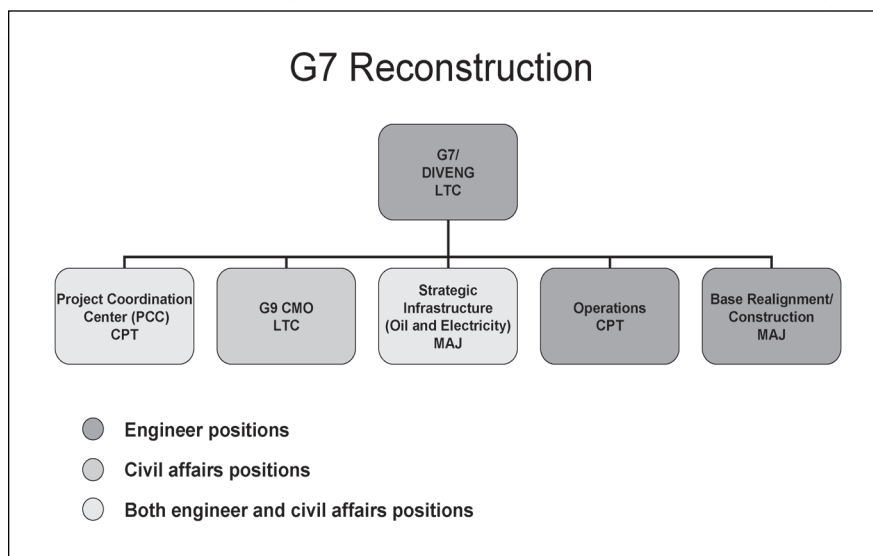 G7 Reconstruction
G7/
DIVENG
LTC
Project Coordination
Center (PCC)
CPT
G9 CMO
LTC
Strategic
Infrastructure
(Oil and Electricity)
MAJ
Operations
CPT
Base Realignment/
Construction
MAJ
Engineer positions
Civil affairs positions
Both engineer and civil affairs positions